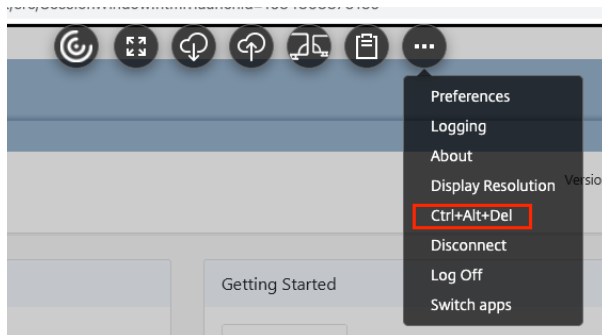 Preferences
Logging
About
Display Resolution
Versio
Ctrl+Alt+Del
Disconnect
Getting Started
Log Off
Switch apps